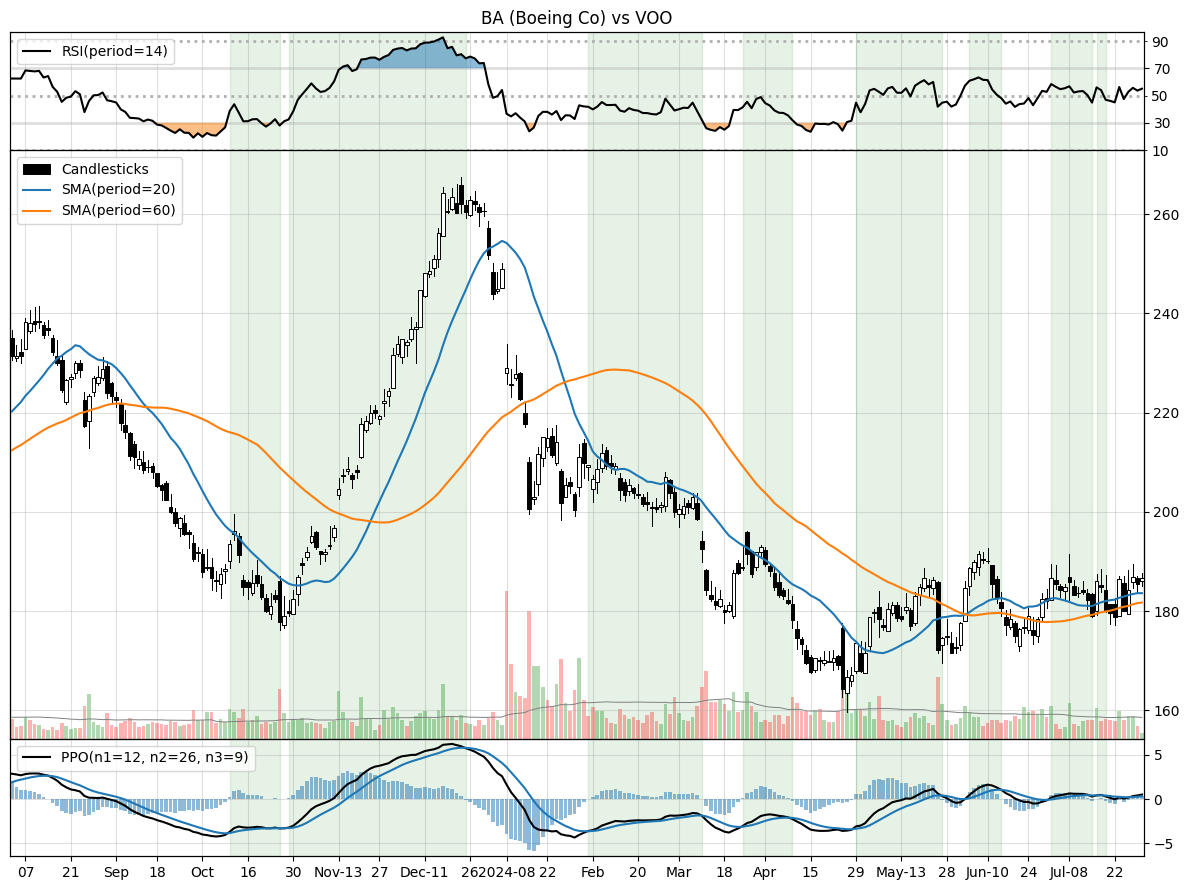 BA (Boeing Co) vs VOO
RSI(period=14)
90
70
50
30
10
Candlesticks
SMA(period=20)
SMA(period=60)
260
240
220
200
180
160
PPO(n1=12, n2=26, n3=9)
5
0
−5
07 21 Sep 18 Oct 16 30 Nov-13 27 Dec-11 26 2024-08 22 Feb 20 Mar 18 Apr 15 29 May-13 28 Jun-10 24 Jul-08 22